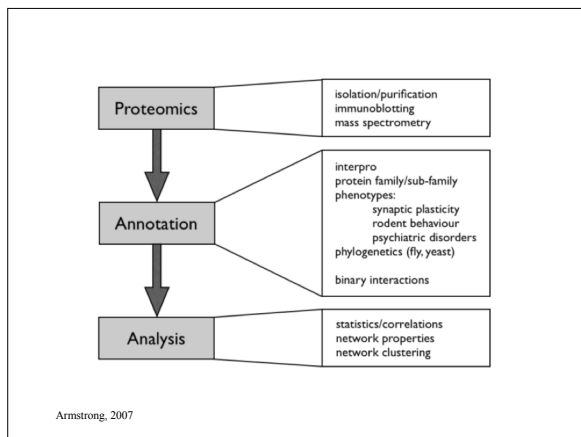 Proteomics
isolation/purification
immunoblotting
mass spectrometry
Annotation
interpro
protein family/sub-family
phenotypes:
synaptic plasticity
rodent behaviour
psychiatric disorders
phylogenetics (fly, yeast)
binary interactions
Analysis
statistics/correlations
network properties
network clustering
Armstrong, 2007